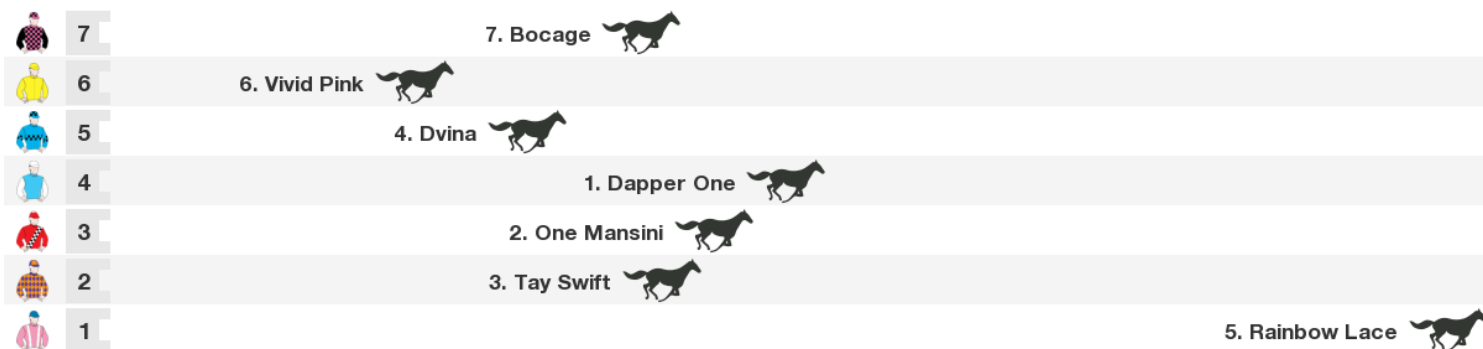 7 7. Bocage
6 6. Vivid Pink
5 4. Dvina
4 1. Dapper One
3 2. One Mansini
2 3. Tay Swift
1 5. Rainbow Lace